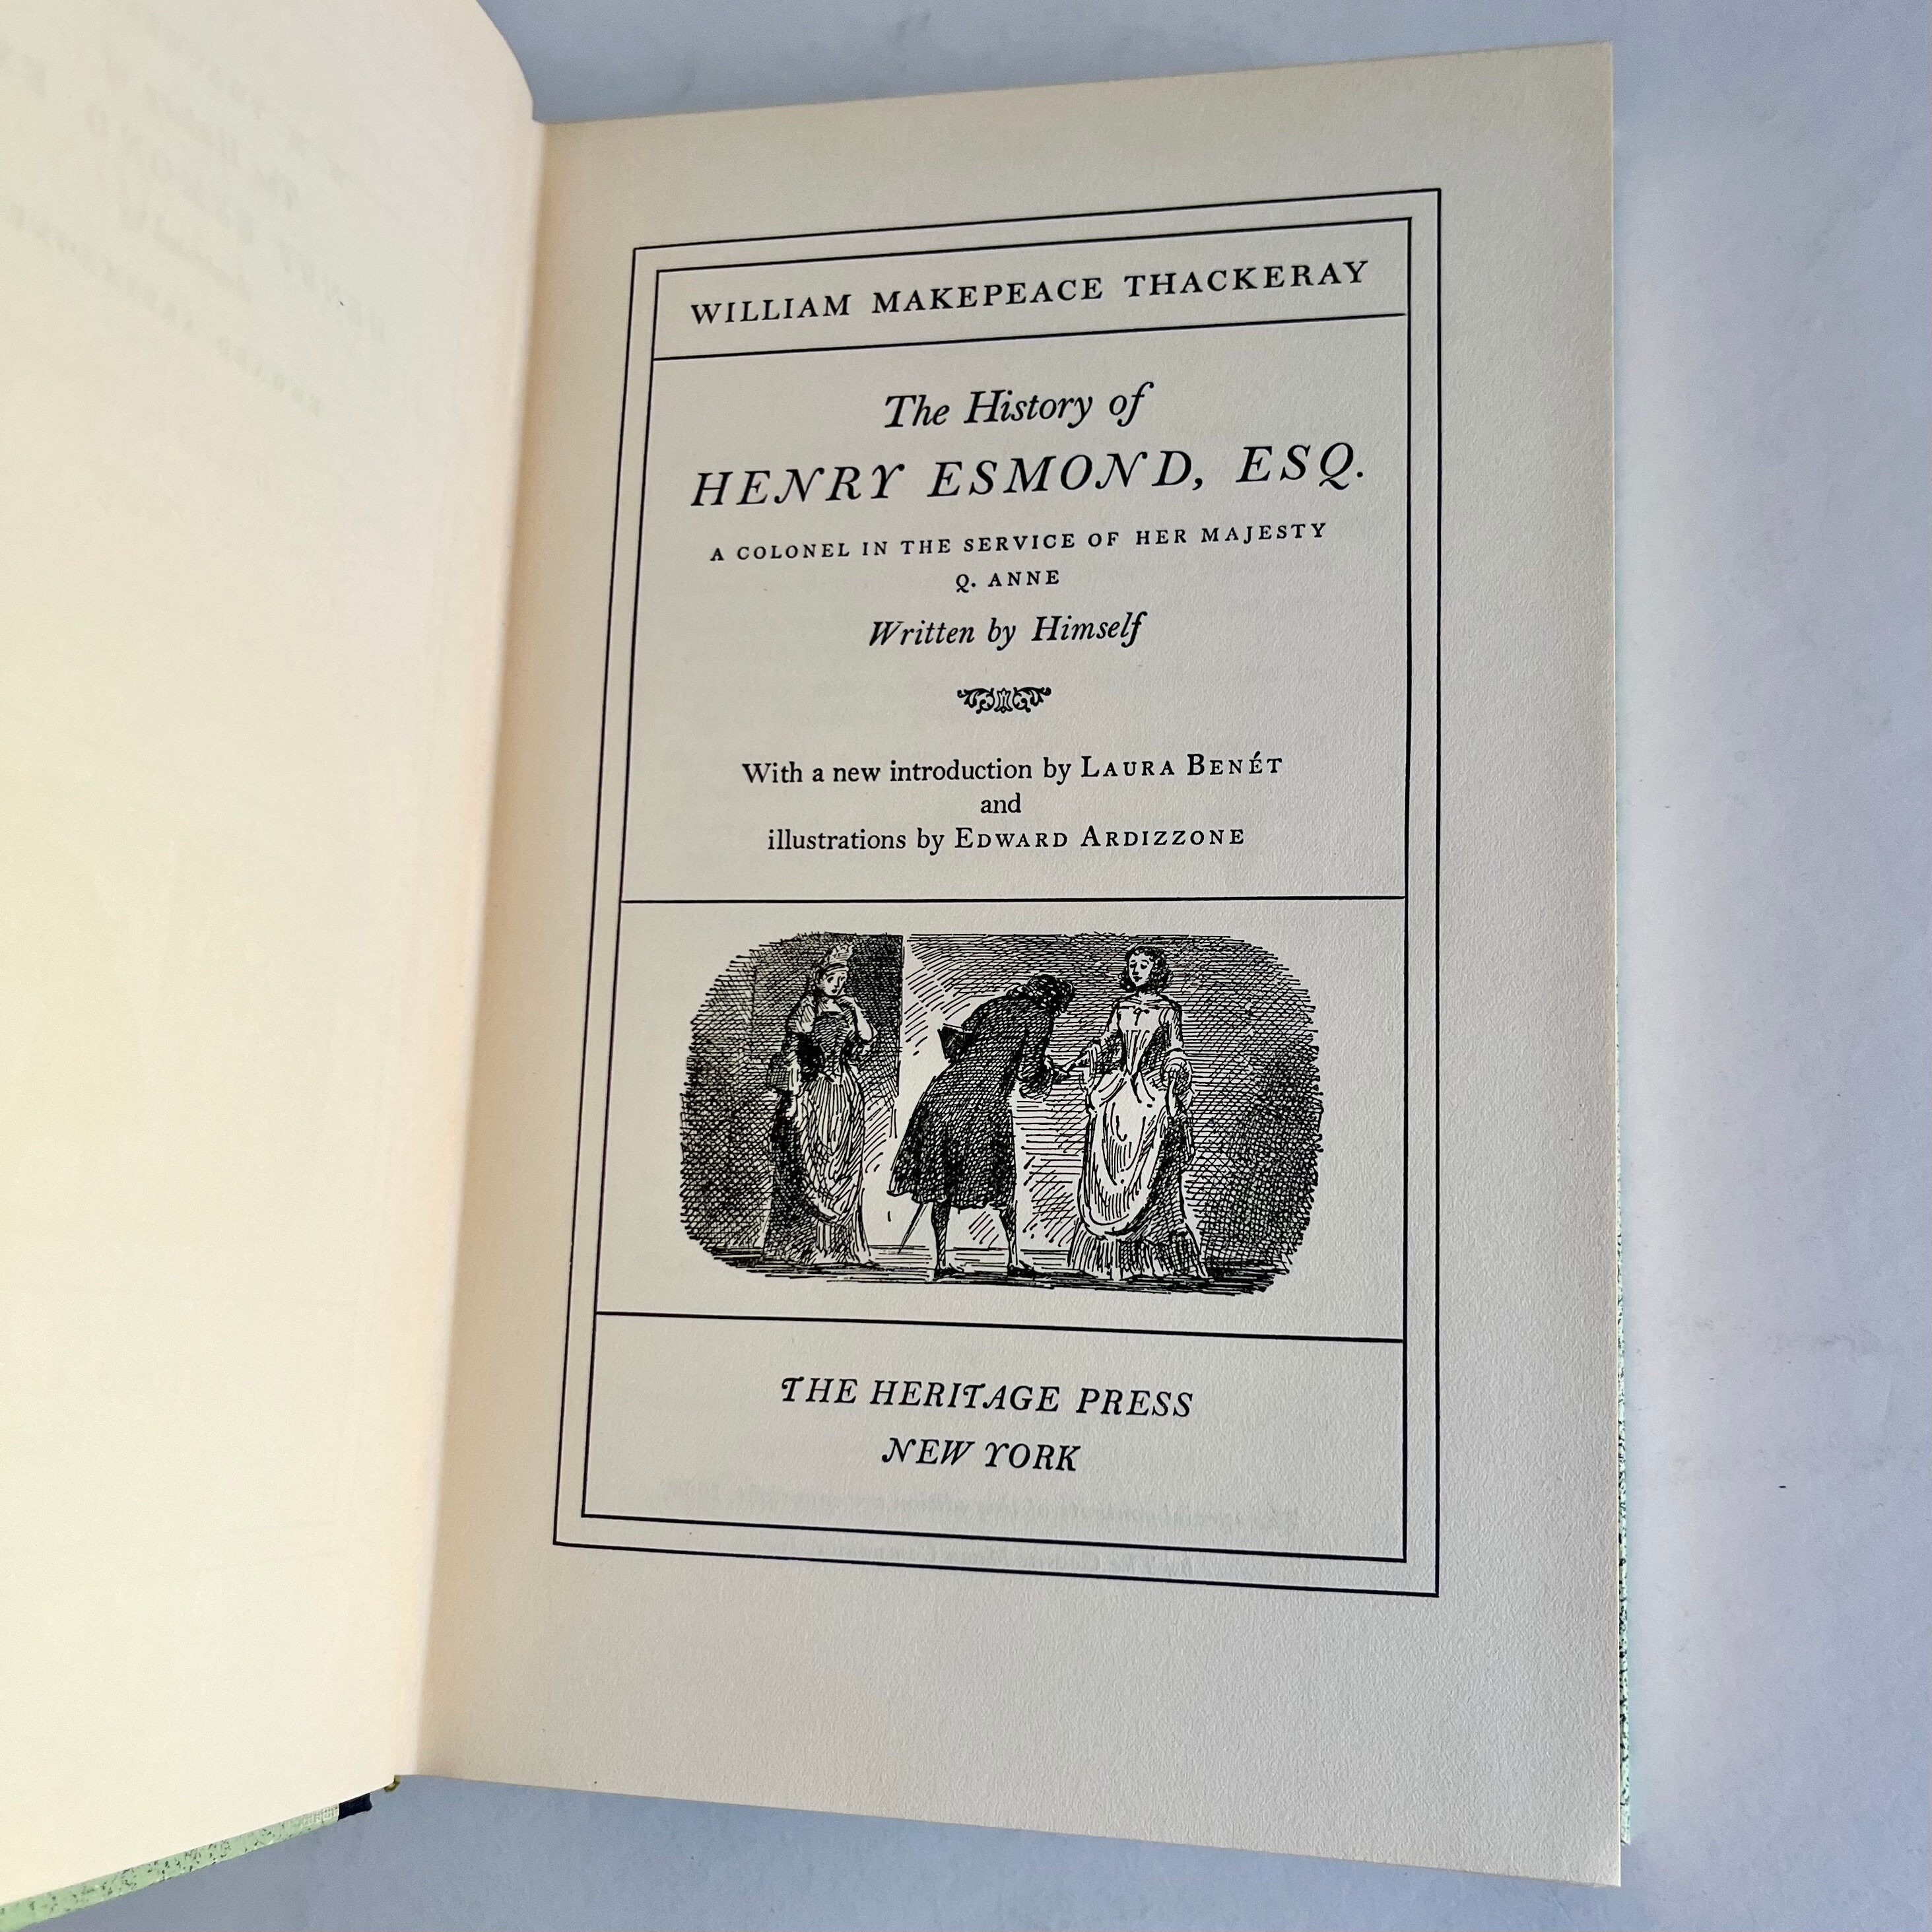 WILLIAM MAKEPEACE THACKERAY
The History of
HENRY ESMOND, ESQ.
A COLONEL IN THE SERVICE OF HER MAJESTY
Q. ANNE
Written by Himself
With a new introduction by LAURA BENÉT
and
illustrations by EDWARD ARDIZZONE
THE HERITAGE PRESS
NEW YORK